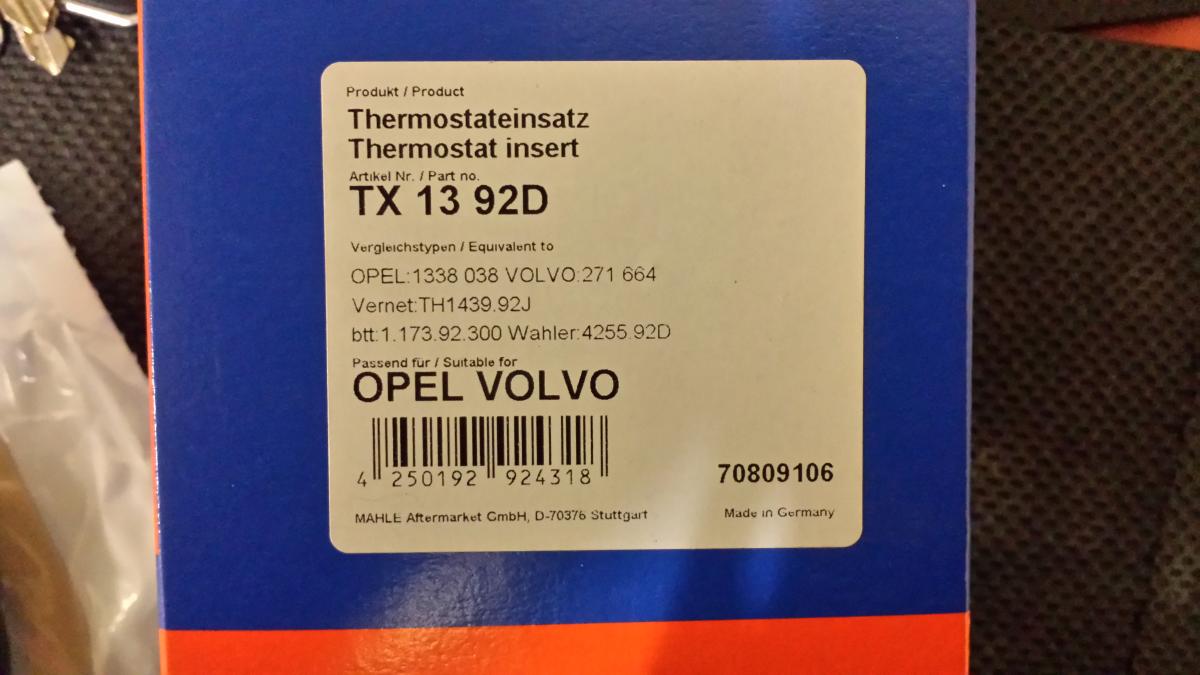 Produkt / Product
Thermostateinsatz
Thermostat insert
Artikel Nr. / Part no.
TX 13 92D
Vergleichstypen / Equivalent to
OPEL:1338 038 VOLVO:271 664
Vernet:TH1439.92J
btt:1.173.92.300 Wahler:4255.92D
Passend für / Suitable for
OPEL VOLVO
4 250192 924318
70809106
MAHLE Aftermarket GmbH, D-70376 Stuttgart
Made in Germany